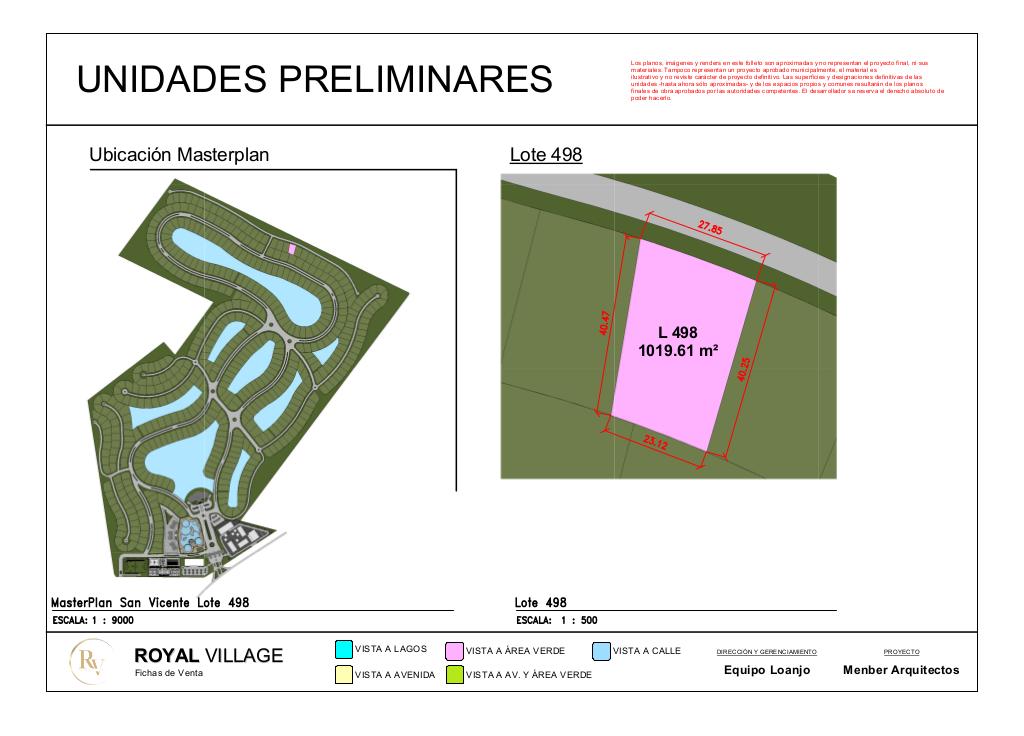 UNIDADES PRELIMINARES
Los planos, imágenes y renders en este folleto son aproximadas y no representan el proyecto final, ni sus
materiales. Tampoco representan un proyecto aprobado municipalmente, el material es
ilustrativo y no reviste carácter de proyecto definitivo. Las superficies y designaciones definitivas de las
unidades -hasta ahora sólo aproximadas- y de los espacios propios y comunes resultarán de los planos
finales de obra aprobados por las autoridades competentes. El desarrollador se reserva el derecho absoluto de
poder hacerlo.
Ubicación Masterplan
Lote 498
27.85
40.47
L 498
1019.61 m²
40.25
23.12
MasterPlan San Vicente Lote 498
ESCALA: 1 : 9000
Lote 498
ESCALA: 1 : 500
RV
ROYAL VILLAGE
Fichas de Venta
VISTA A LAGOS
VISTA A ÁREA VERDE
VISTA A CALLE
VISTA A AVENIDA
VISTA A AV. Y ÁREA VERDE
DIRECCIÓN Y GERENCIAMIENTO
Equipo Loanjo
PROYECTO
Menber Arquitectos